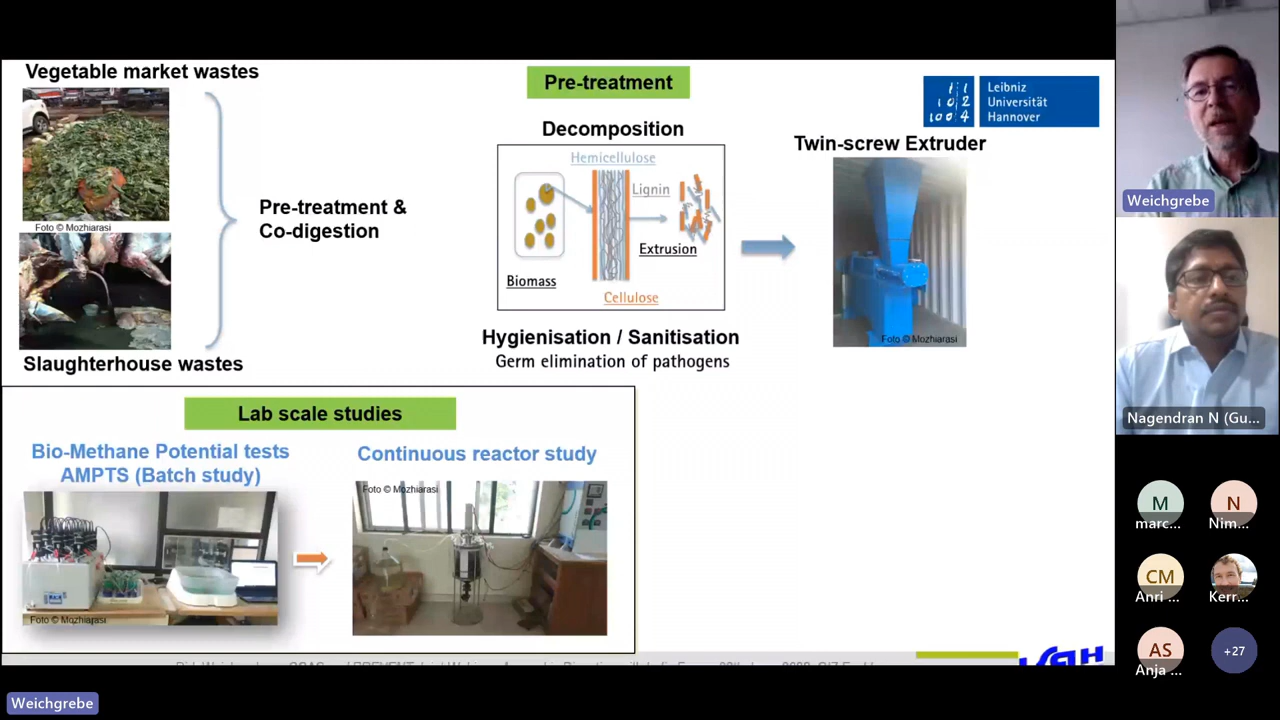 Vegetable market wastes
Foto © Mozhiarasi
Pre-treatment &
Co-digestion
Slaughterhouse wastes
Pre-treatment
Decomposition
Hemicellulose
Lignin
Extrusion
Biomass
Cellulose
Hygienisation / Sanitisation
Germ elimination of pathogens
Leibniz
Universität
Hannover
Twin-screw Extruder
Foto © Mozhiarasi
Lab scale studies
Bio-Methane Potential tests
AMPTS (Batch study)
Foto © Mozhiarasi
Continuous reactor study
Foto © Mozhiarasi
Weichgrebe
Weichgrebe
Nagendran N (Gu...
M
marc...
N
Nim...
CM
Anri ...
Kerr...
AS
Anja ...
+27